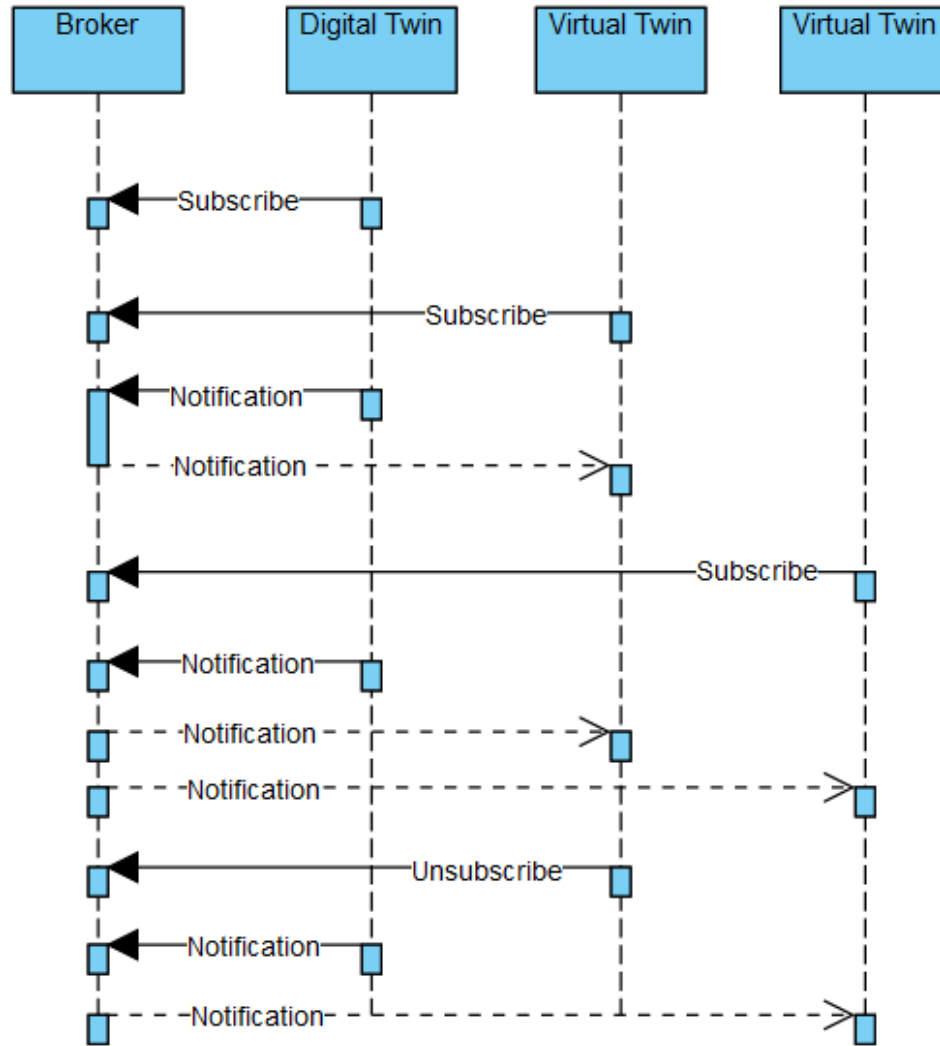 Broker
Digital Twin
Virtual Twin
Virtual Twin
Subscribe
Subscribe
Notification
Notification
Subscribe
Notification
Notification
Notification
Unsubscribe
Notification
Notification